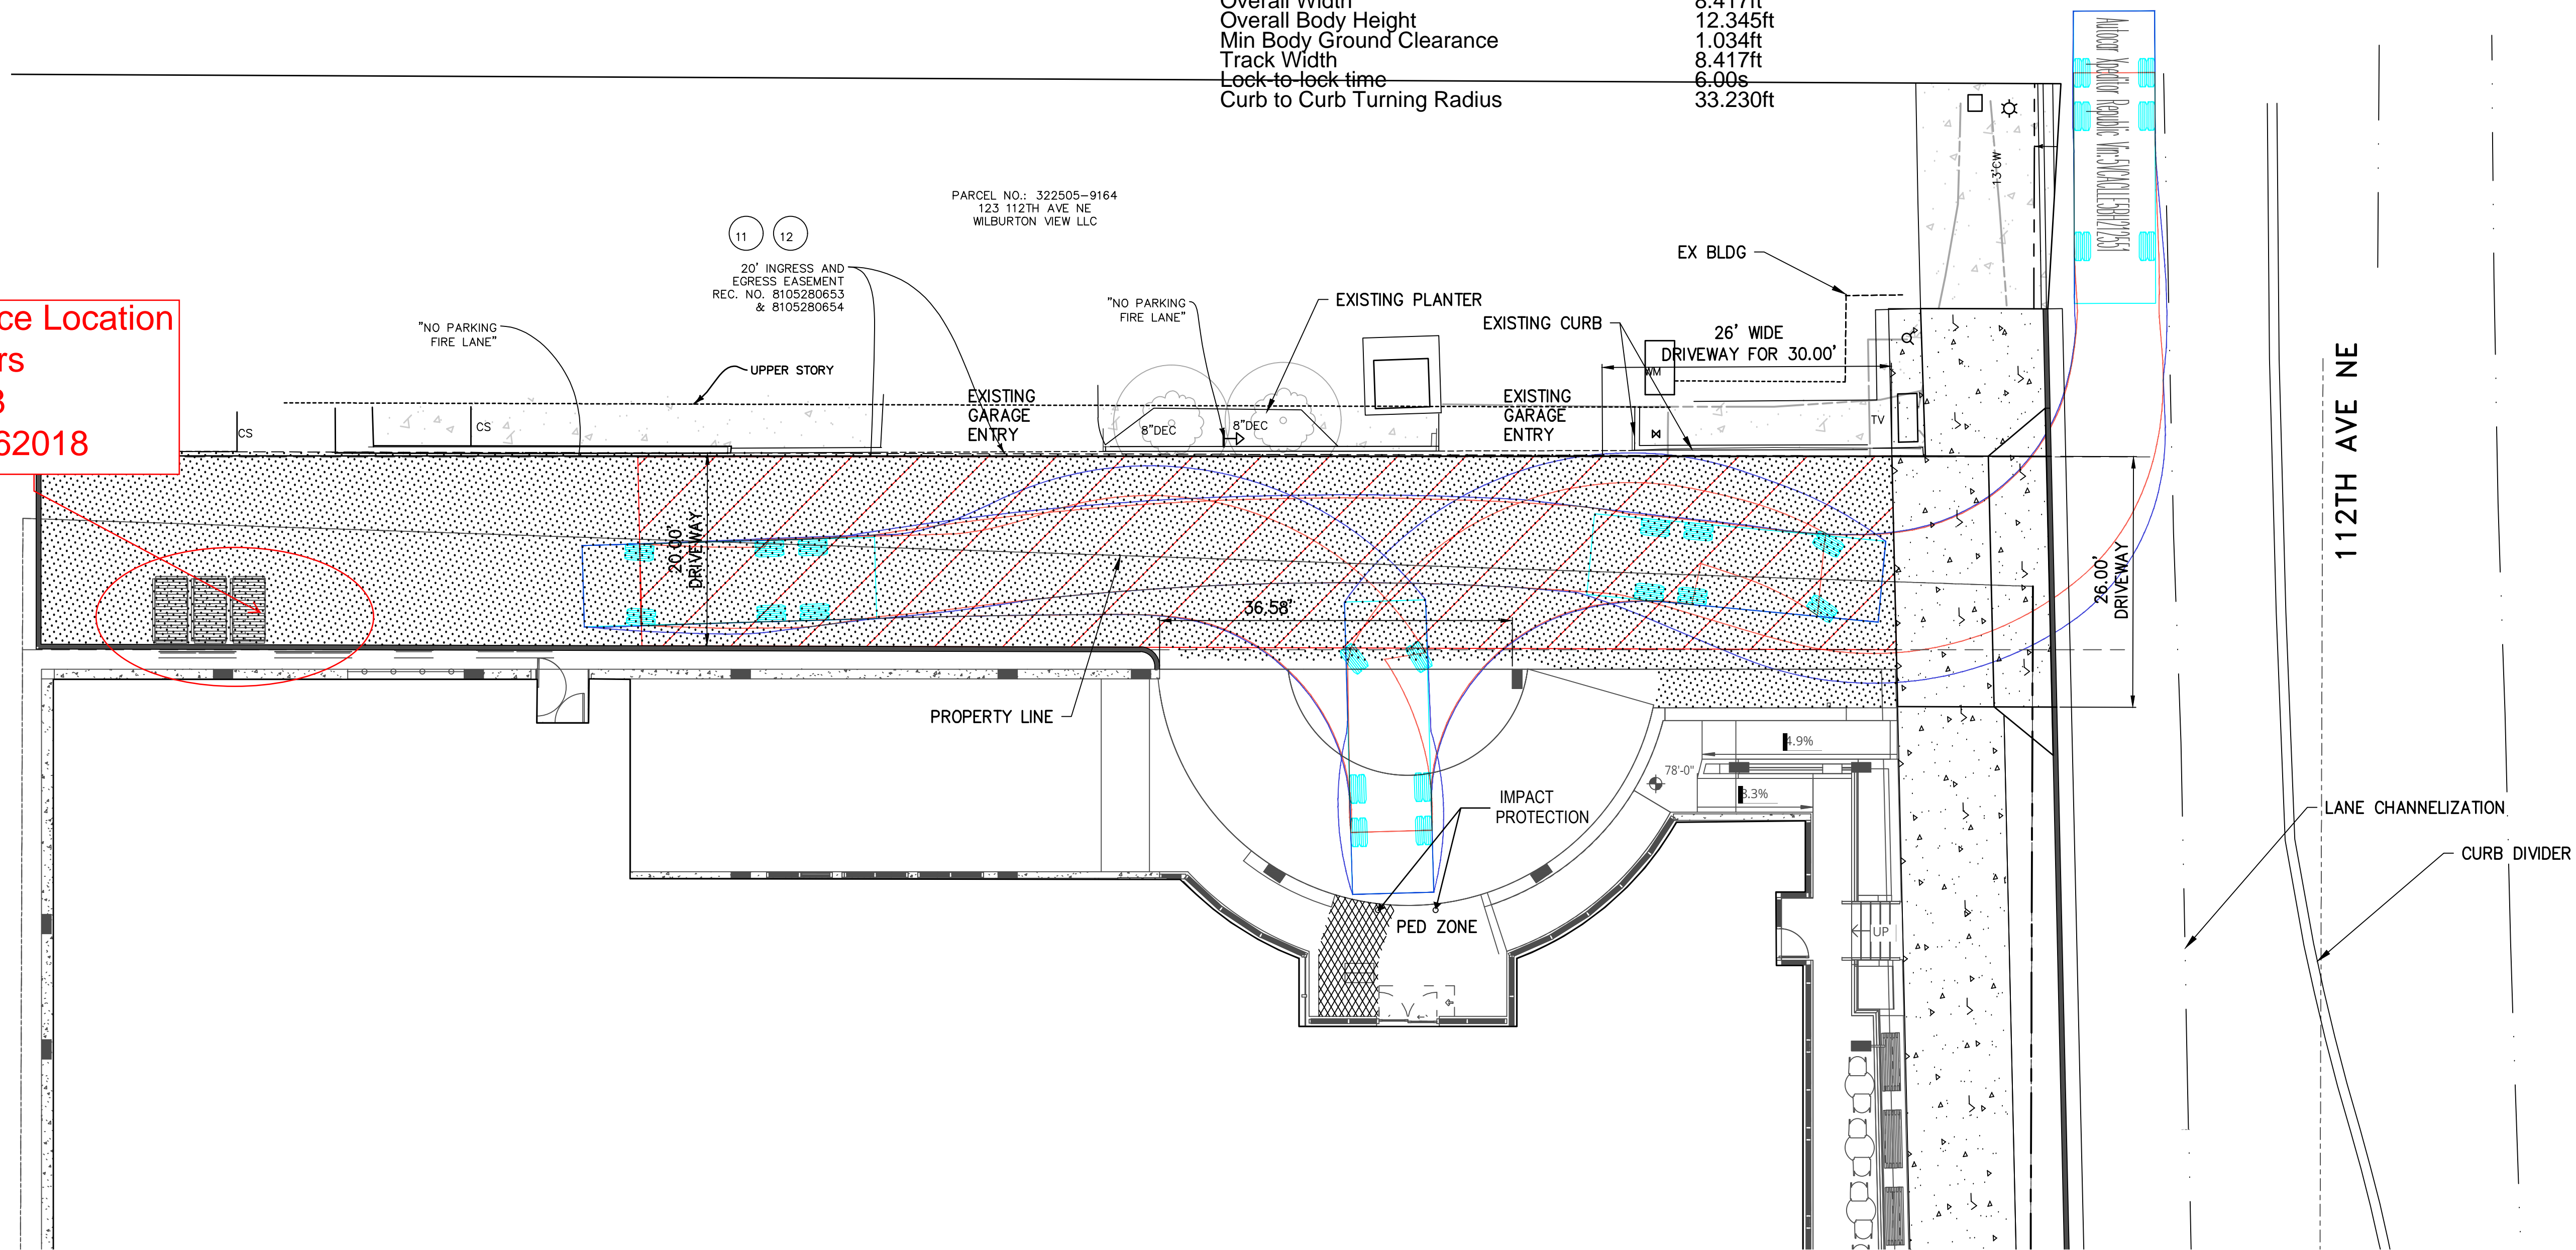 Overall Width 8.417ft
Overall Body Height 12.345ft
Min Body Ground Clearance 1.034ft
Track Width 8.417ft
Lock-to-lock time 6.00s
Curb to Curb Turning Radius 33.230ft
13'CW
PARCEL NO.: 322505-9164
123 112TH AVE NE
WILBURTON VIEW LLC
11 12
20' INGRESS AND
EGRESS EASEMENT
REC. NO. 8105280653
& 8105280654
"NO PARKING
FIRE LANE"
"NO PARKING
FIRE LANE"
EX BLDG
EXISTING PLANTER
EXISTING CURB
26' WIDE
DRIVEWAY FOR 30.00'
WM
UPPER STORY
ce Location
rs
3
62018
CS
CS
EXISTING
GARAGE
ENTRY
8"DEC
8"DEC
EXISTING
GARAGE
ENTRY
TV
112TH AVE NE
20.00'
DRIVEWAY
36.58'
26.00'
DRIVEWAY
PROPERTY LINE
4.9%
78'-0"
8.3%
IMPACT
PROTECTION
LANE CHANNELIZATION
CURB DIVIDER
PED ZONE
UP